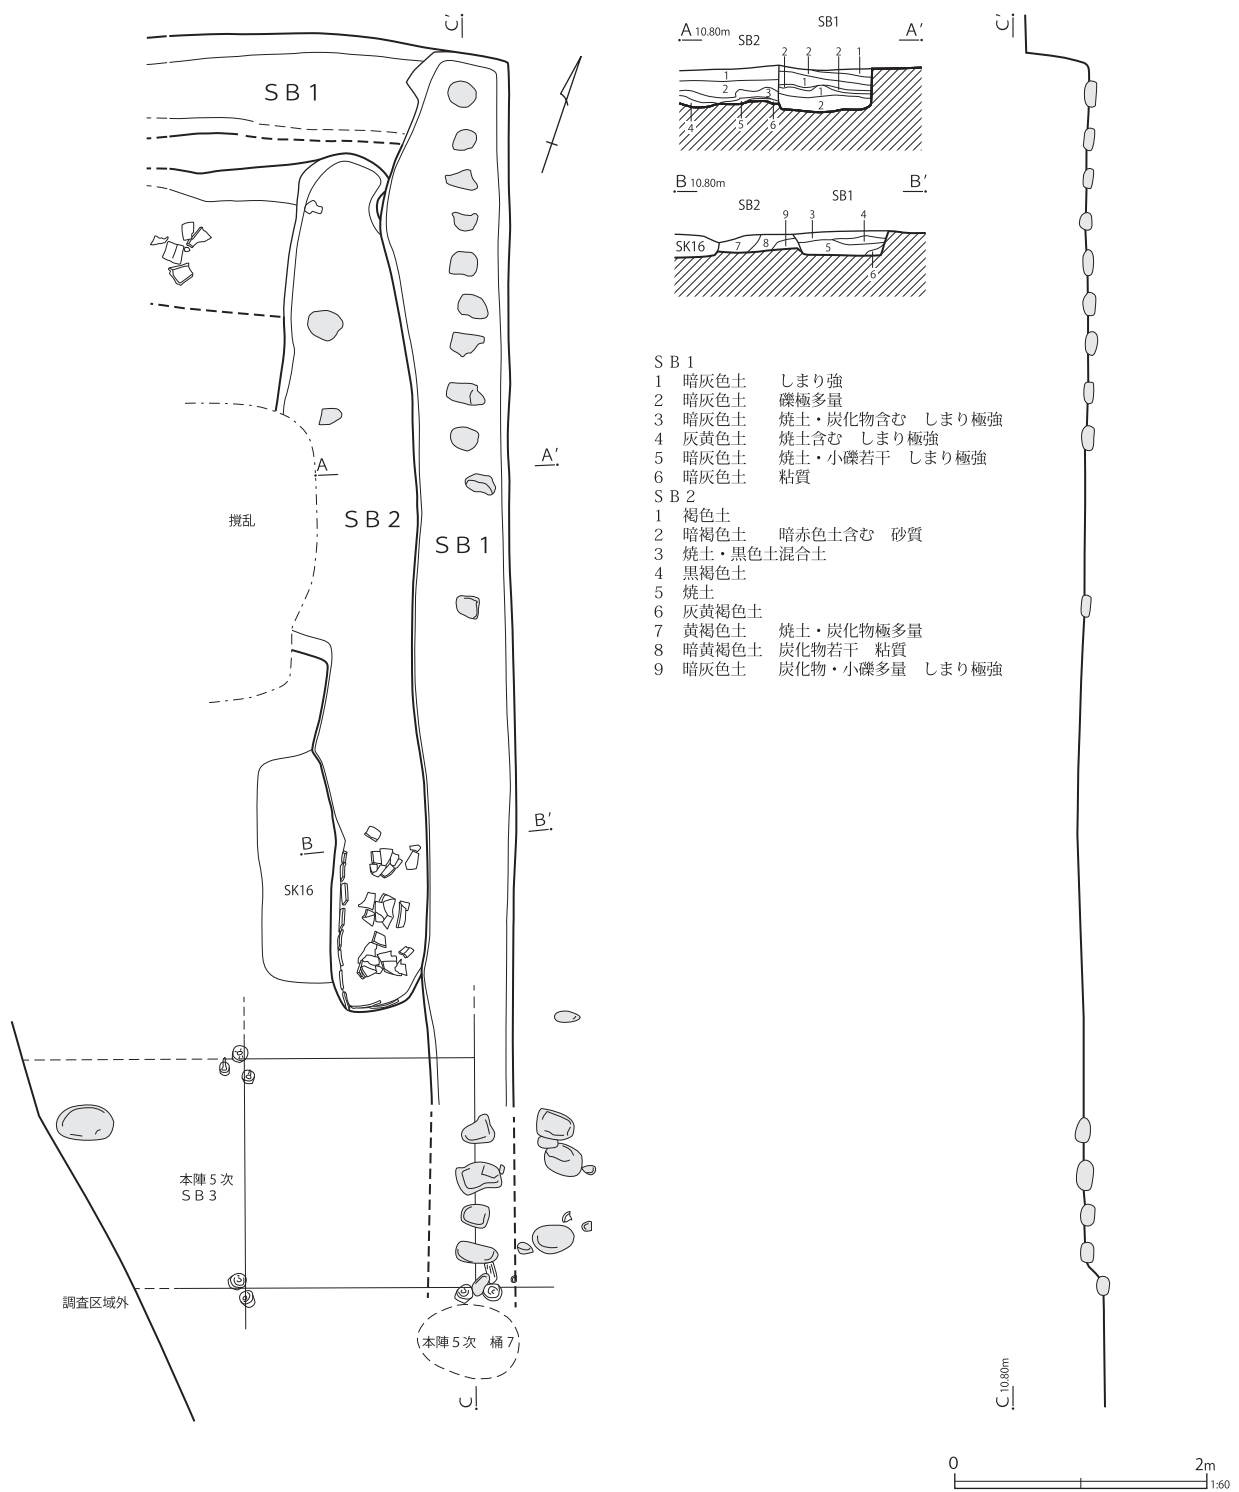 C′
SB1
SB2
SB1
A
A′
撹乱
B
B′
SK16
本陣5次
SB3
調査区域外
本陣5次 桶7
C
A 10.80m
SB2
SB1
A′
2 2 2 1
1
2
3
1
1
2
4 5 6
B 10.80m
SB2
SB1
B′
9 3 4
SK16
7 8 5
6
SB1
1 暗灰色土 しまり強
2 暗灰色土 礫極多量
3 暗灰色土 焼土・炭化物含む しまり極強
4 灰黄色土 焼土含む しまり極強
5 暗灰色土 焼土・小礫若干 しまり極強
6 暗灰色土 粘質
SB2
1 褐色土
2 暗褐色土 暗赤色土含む 砂質
3 焼土・黒色土混合土
4 黒褐色土
5 焼土
6 灰黄褐色土
7 黄褐色土 焼土・炭化物極多量
8 暗黄褐色土 炭化物若干 粘質
9 暗灰色土 炭化物・小礫多量 しまり極強
C′
C 10.80m
0 2m
1:60